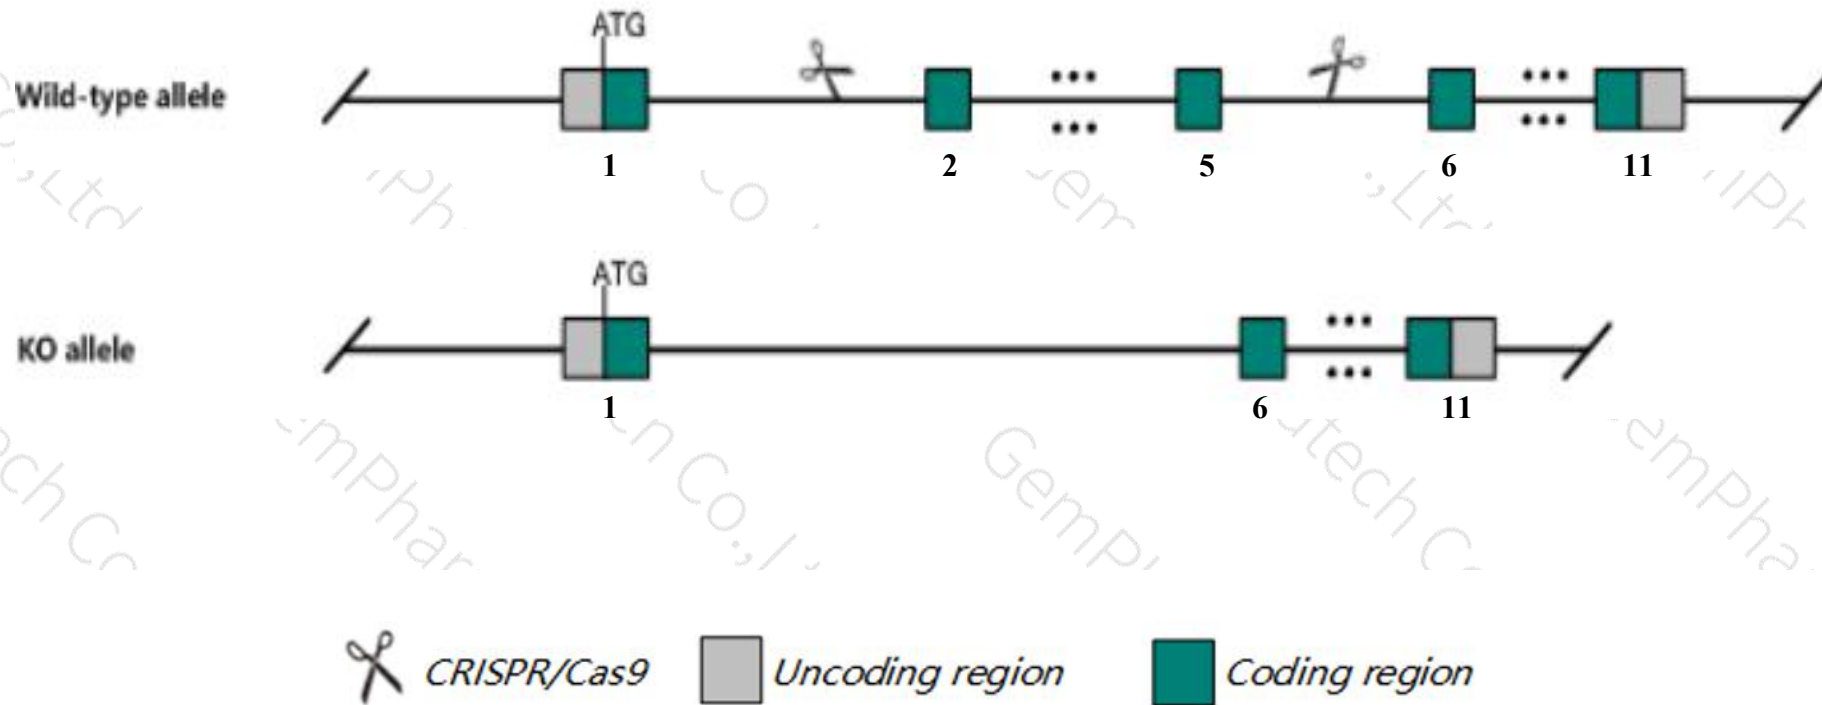 ATG
Wild-type allele
1 2 5 6 11
ATG
KO allele
1 6 11
GemPl
CRISPR/Cas9 Uncoding region Coding region